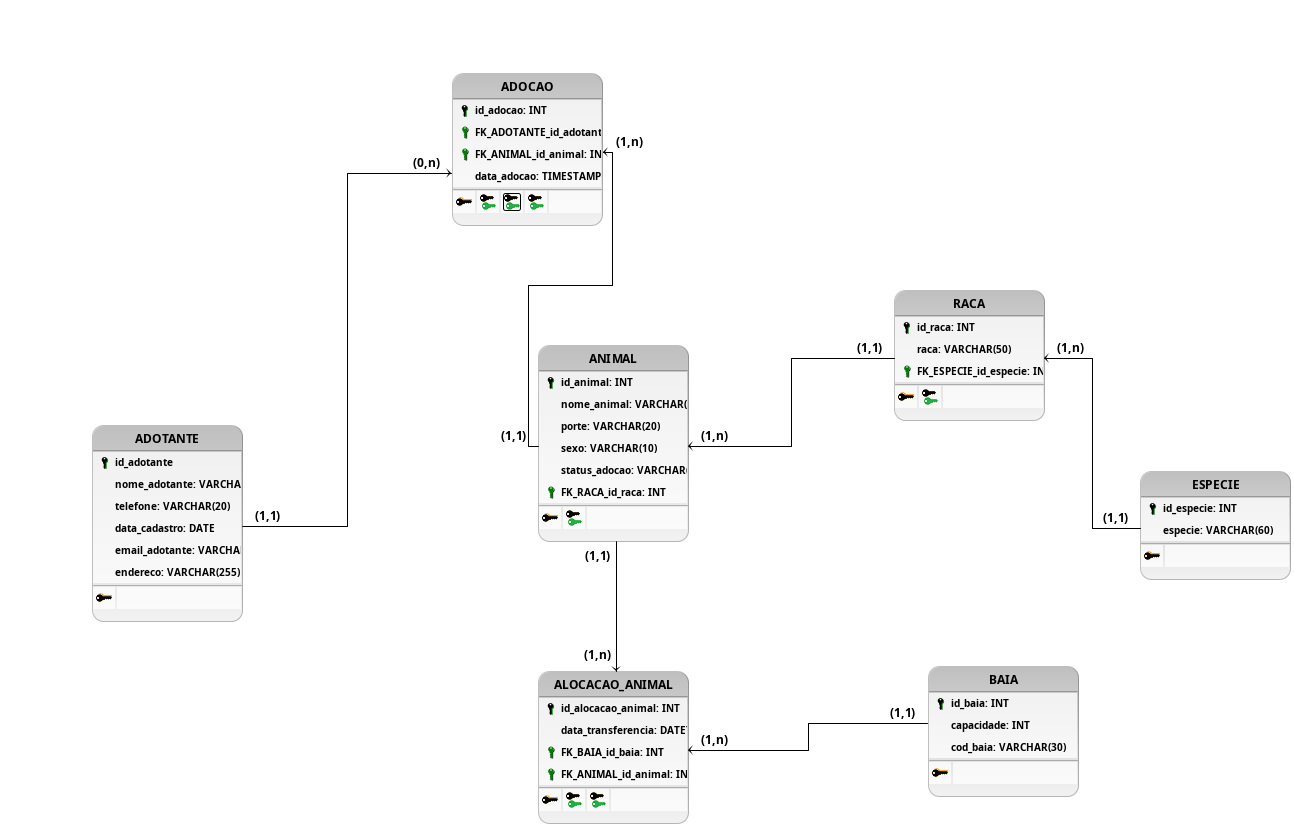 ADOCAO
id_adocao: INT
FK_ADOTANTE_id_adotant
FK_ANIMAL_id_animal: IN
data_adocao: TIMESTAMP
(1,n)
(0,n)
RACA
id_raca: INT
raca: VARCHAR(50)
FK_ESPECIE_id_especie: IN
(1,1)
(1,n)
ANIMAL
id_animal: INT
nome_animal: VARCHAR(
porte: VARCHAR(20)
sexo: VARCHAR(10)
status_adocao: VARCHAR(
FK_RACA_id_raca: INT
(1,1)
(1,n)
ADOTANTE
id_adotante
nome_adotante: VARCHA
telefone: VARCHAR(20)
data_cadastro: DATE
email_adotante: VARCHA
endereco: VARCHAR(255)
(1,1)
ESPECIE
id_especie: INT
especie: VARCHAR(60)
(1,1)
(1,1)
(1,n)
ALOCACAO_ANIMAL
id_alocacao_animal: INT
data_transferencia: DATE
FK_BAIA_id_baia: INT
FK_ANIMAL_id_animal: IN
(1,n)
(1,1)
BAIA
id_baia: INT
capacidade: INT
cod_baia: VARCHAR(30)